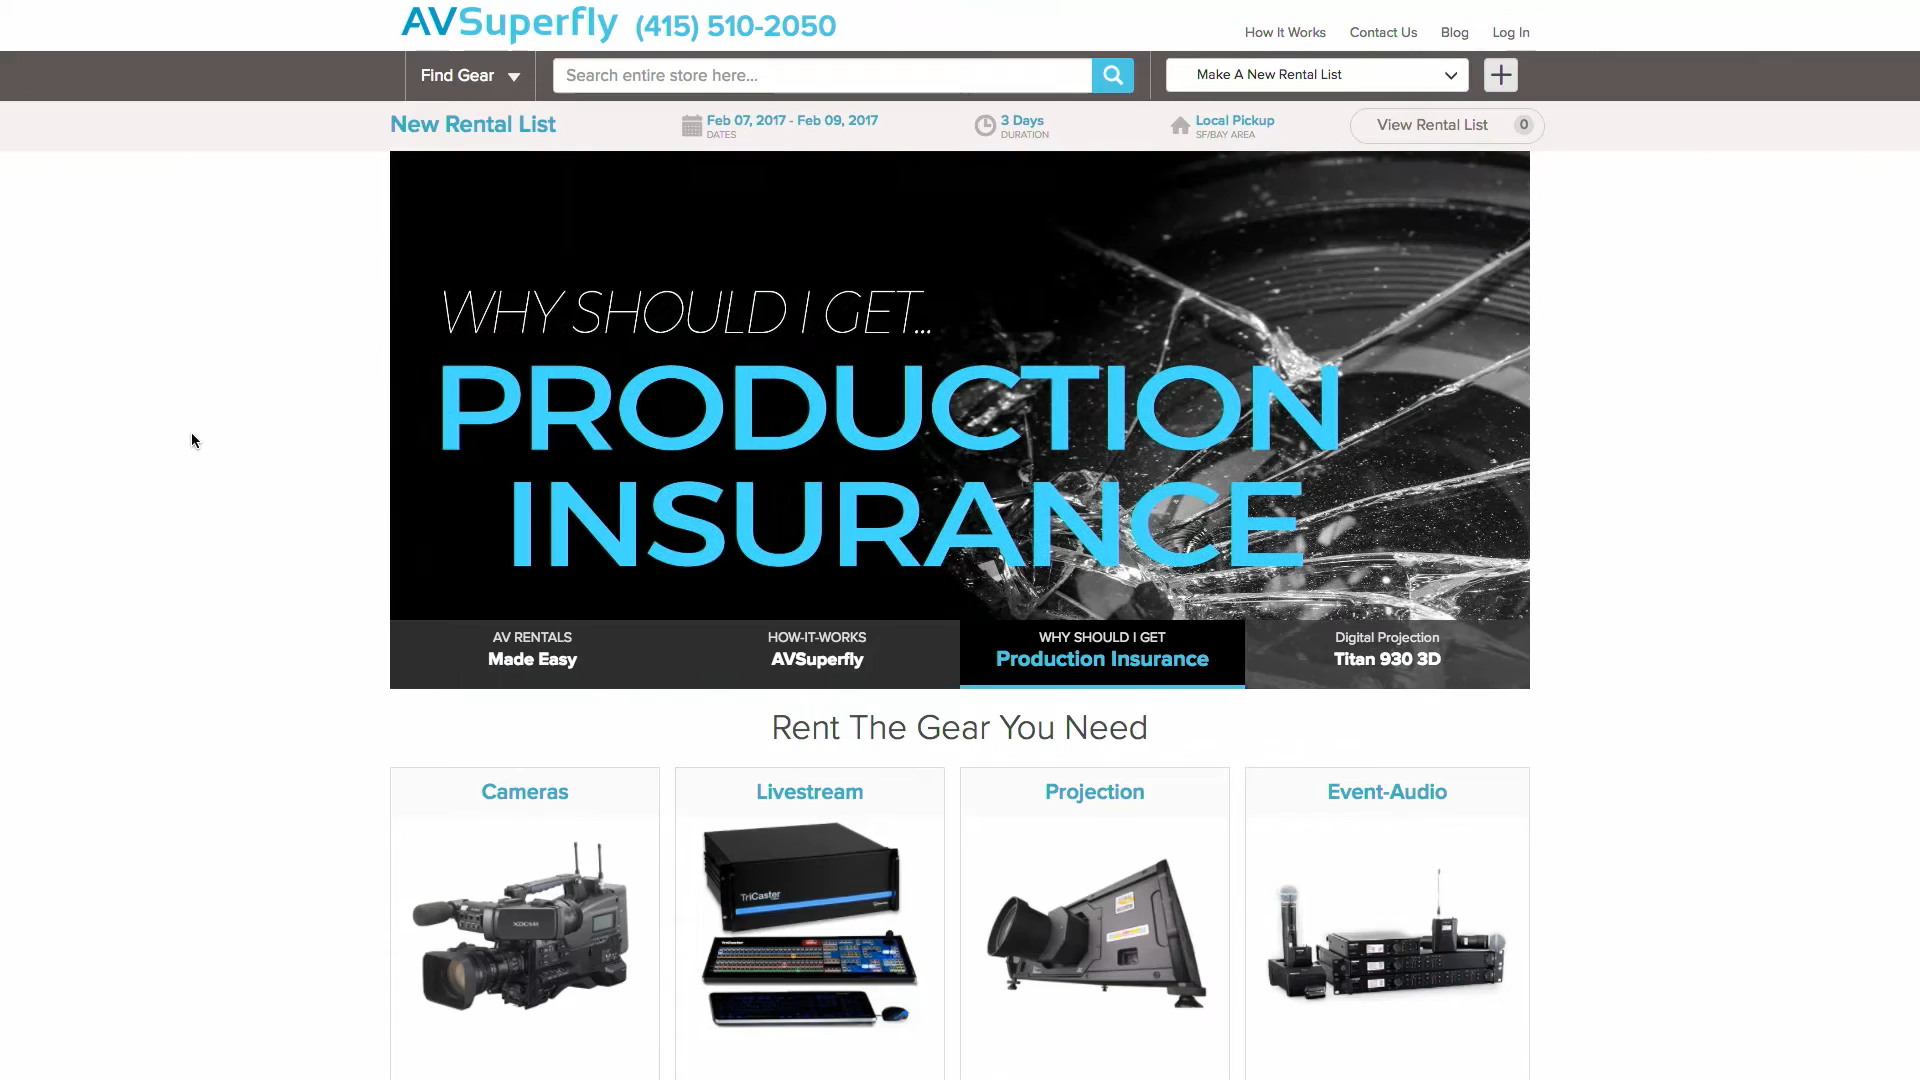 AVSuperfly (415) 510-2050
How It Works Contact Us Blog Log In
Find Gear Search entire store here... Make A New Rental List
New Rental List Feb 07, 2017 - Feb 09, 2017 3 Days Local Pickup View Rental List 0
DATES DURATION SF/BAY AREA
WHY SHOULD I GET...
PRODUCTION
INSURANCE
AV RENTALS HOW-IT-WORKS WHY SHOULD I GET Digital Projection
Made Easy AVSuperfly Production Insurance Titan 930 3D
Rent The Gear You Need
Cameras Livestream Projection Event-Audio
XDCAM TriCaster
TriCaster